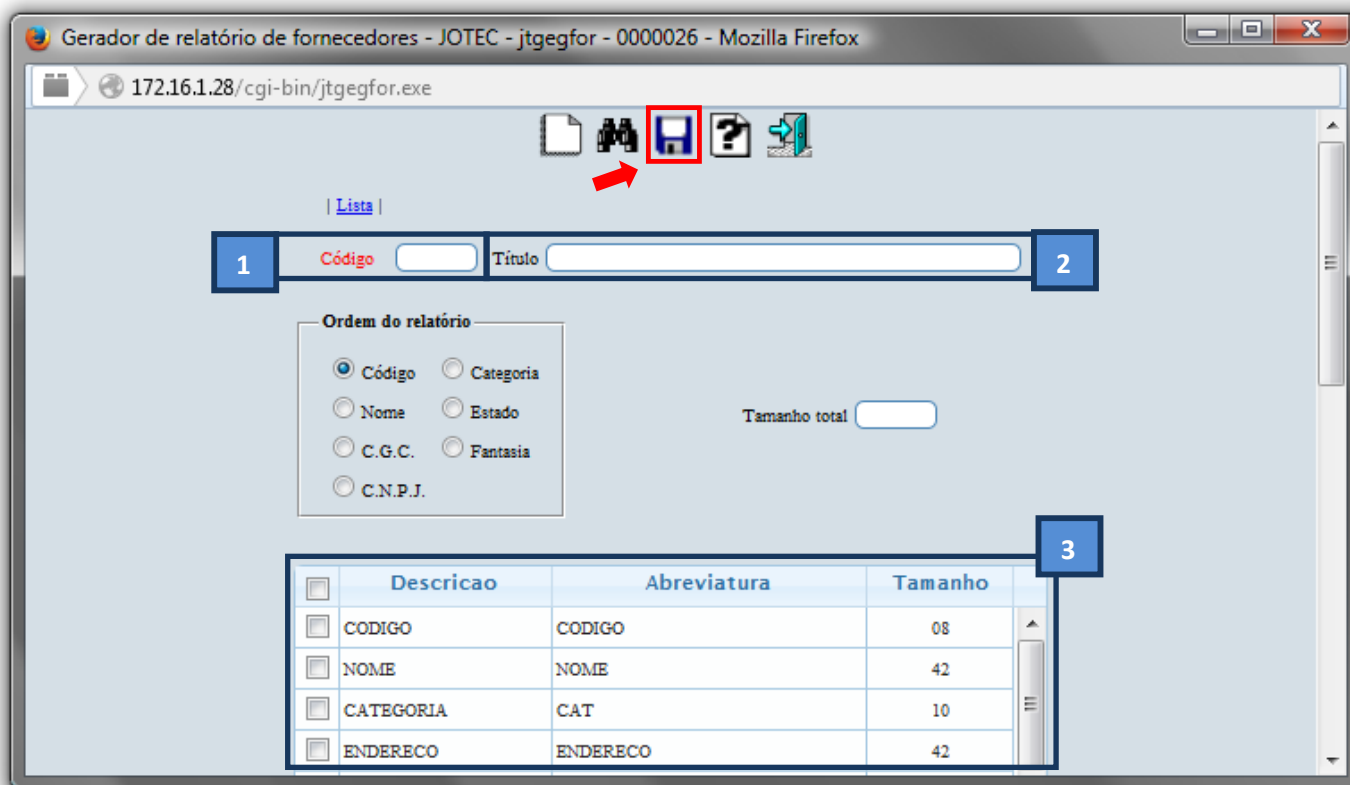 Gerador de relatório de fornecedores - JOTEC - jtgegfor - 0000026 - Mozilla Firefox
172.16.1.28/cgi-bin/jtgegfor.exe
| Lista |
1 Código Título 2
Ordem do relatório
Código Categoria
Nome Estado
Tamanho total
C.G.C. Fantasia
C.N.P.J.
3
Descricao Abreviatura Tamanho
CODIGO CODIGO 08
NOME NOME 42
CATEGORIA CAT 10
ENDERECO ENDERECO 42